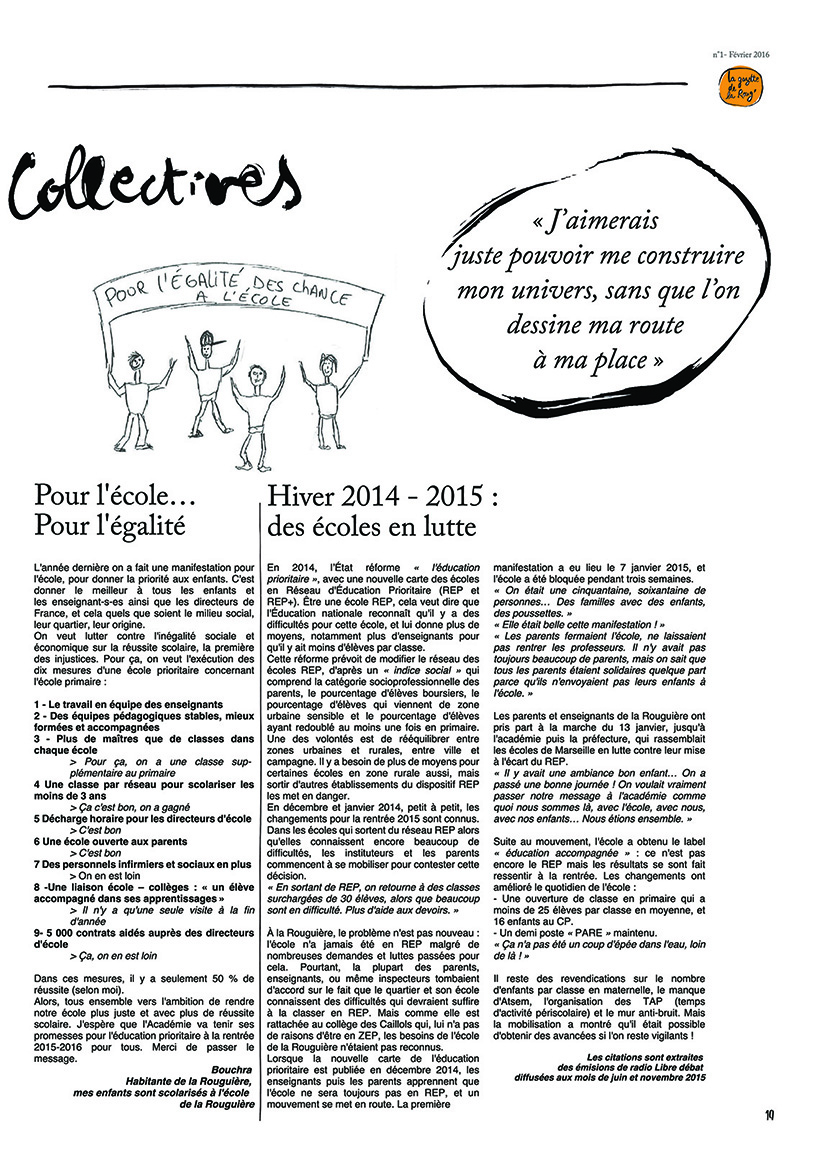 n°1- Février 2016
la gazette
de
la Roug'
Collectives
POUR L'ÉGALITÉ DES CHANCE
A L'ÉCOLE
« J'aimerais
juste pouvoir me construire
mon univers, sans que l'on
dessine ma route
à ma place »
Pour l'école…
Pour l'égalité
L'année dernière on a fait une manifestation pour
l'école, pour donner la priorité aux enfants. C'est
donner le meilleur à tous les enfants et
les enseignant-s-es ainsi que les directeurs de
France, et cela quels que soient le milieu social,
leur quartier, leur origine.
On veut lutter contre l'inégalité sociale et
économique sur la réussite scolaire, la première
des injustices. Pour ça, on veut l'exécution des
dix mesures d'une école prioritaire concernant
l'école primaire :
1 - Le travail en équipe des enseignants
2 - Des équipes pédagogiques stables, mieux
formées et accompagnées
3 - Plus de maîtres que de classes dans
chaque école
> Pour ça, on a une classe sup-
plémentaire au primaire
4 Une classe par réseau pour scolariser les
moins de 3 ans
> Ça c'est bon, on a gagné
5 Décharge horaire pour les directeurs d'école
> C'est bon
6 Une école ouverte aux parents
> C'est bon
7 Des personnels infirmiers et sociaux en plus
> On en est loin
8 -Une liaison école – collèges : « un élève
accompagné dans ses apprentissages »
> Il n'y a qu'une seule visite à la fin
d'année
9- 5 000 contrats aidés auprès des directeurs
d'école
> Ça, on en est loin
Dans ces mesures, il y a seulement 50 % de
réussite (selon moi).
Alors, tous ensemble vers l'ambition de rendre
notre école plus juste et avec plus de réussite
scolaire. J'espère que l'Académie va tenir ses
promesses pour l'éducation prioritaire à la rentrée
2015-2016 pour tous. Merci de passer le
message.
Bouchra
Habitante de la Rouguière,
mes enfants sont scolarisés à l'école
de la Rouguière
Hiver 2014 - 2015 :
des écoles en lutte
En 2014, l'État réforme « l'éducation
prioritaire », avec une nouvelle carte des écoles
en Réseau d'Éducation Prioritaire (REP et
REP+). Être une école REP, cela veut dire que
l'Éducation nationale reconnaît qu'il y a des
difficultés pour cette école, et lui donne plus de
moyens, notamment plus d'enseignants pour
qu'il y ait moins d'élèves par classe.
Cette réforme prévoit de modifier le réseau des
écoles REP, d'après un « indice social » qui
comprend la catégorie socioprofessionnelle des
parents, le pourcentage d'élèves boursiers, le
pourcentage d'élèves qui viennent de zone
urbaine sensible et le pourcentage d'élèves
ayant redoublé au moins une fois en primaire.
Une des volontés est de rééquilibrer entre
zones urbaines et rurales, entre ville et
campagne. Il y a besoin de plus de moyens pour
certaines écoles en zone rurale aussi, mais
sortir d'autres établissements du dispositif REP
les met en danger.
En décembre et janvier 2014, petit à petit, les
changements pour la rentrée 2015 sont connus.
Dans les écoles qui sortent du réseau REP alors
qu'elles connaissent encore beaucoup de
difficultés, les instituteurs et les parents
commencent à se mobiliser pour contester cette
décision.
« En sortant de REP, on retourne à des classes
surchargées de 30 élèves, alors que beaucoup
sont en difficulté. Plus d'aide aux devoirs. »
À la Rouguière, le problème n'est pas nouveau :
l'école n'a jamais été en REP malgré de
nombreuses demandes et luttes passées pour
cela. Pourtant, la plupart des parents,
enseignants, ou même inspecteurs tombaient
d'accord sur le fait que le quartier et son école
connaissent des difficultés qui devraient suffire
à la classer en REP. Mais comme elle est
rattachée au collège des Caillols qui, lui n'a pas
de raisons d'être en ZEP, les besoins de l'école
de la Rouguière n'étaient pas reconnus.
Lorsque la nouvelle carte de l'éducation
prioritaire est publiée en décembre 2014, les
enseignants puis les parents apprennent que
l'école ne sera toujours pas en REP, et un
mouvement se met en route. La première
manifestation a eu lieu le 7 janvier 2015, et
l'école a été bloquée pendant trois semaines.
« On était une cinquantaine, soixantaine de
personnes… Des familles avec des enfants,
des poussettes. »
« Elle était belle cette manifestation ! »
« Les parents fermaient l'école, ne laissaient
pas rentrer les professeurs. Il n'y avait pas
toujours beaucoup de parents, mais on sait que
tous les parents étaient solidaires quelque part
parce qu'ils n'envoyaient pas leurs enfants à
l'école. »
Les parents et enseignants de la Rouguière ont
pris part à la marche du 13 janvier, jusqu'à
l'académie puis la préfecture, qui rassemblait
les écoles de Marseille en lutte contre leur mise
à l'écart du REP.
« Il y avait une ambiance bon enfant… On a
passé une bonne journée ! On voulait vraiment
passer notre message à l'académie comme
quoi nous sommes là, avec l'école, avec nous,
avec nos enfants… Nous étions ensemble. »
Suite au mouvement, l'école a obtenu le label
« éducation accompagnée » : ce n'est pas
encore le REP mais les résultats se sont fait
ressentir à la rentrée. Les changements ont
amélioré le quotidien de l'école :
- Une ouverture de classe en primaire qui a
moins de 25 élèves par classe en moyenne, et
16 enfants au CP.
- Un demi poste « PARE » maintenu.
« Ça n'a pas été un coup d'épée dans l'eau, loin
de là ! »
Il reste des revendications sur le nombre
d'enfants par classe en maternelle, le manque
d'Atsem, l'organisation des TAP (temps
d'activité périscolaire) et le mur anti-bruit. Mais
la mobilisation a montré qu'il était possible
d'obtenir des avancées si l'on reste vigilants !
Les citations sont extraites
des émisions de radio Libre débat
diffusées aux mois de juin et novembre 2015
19